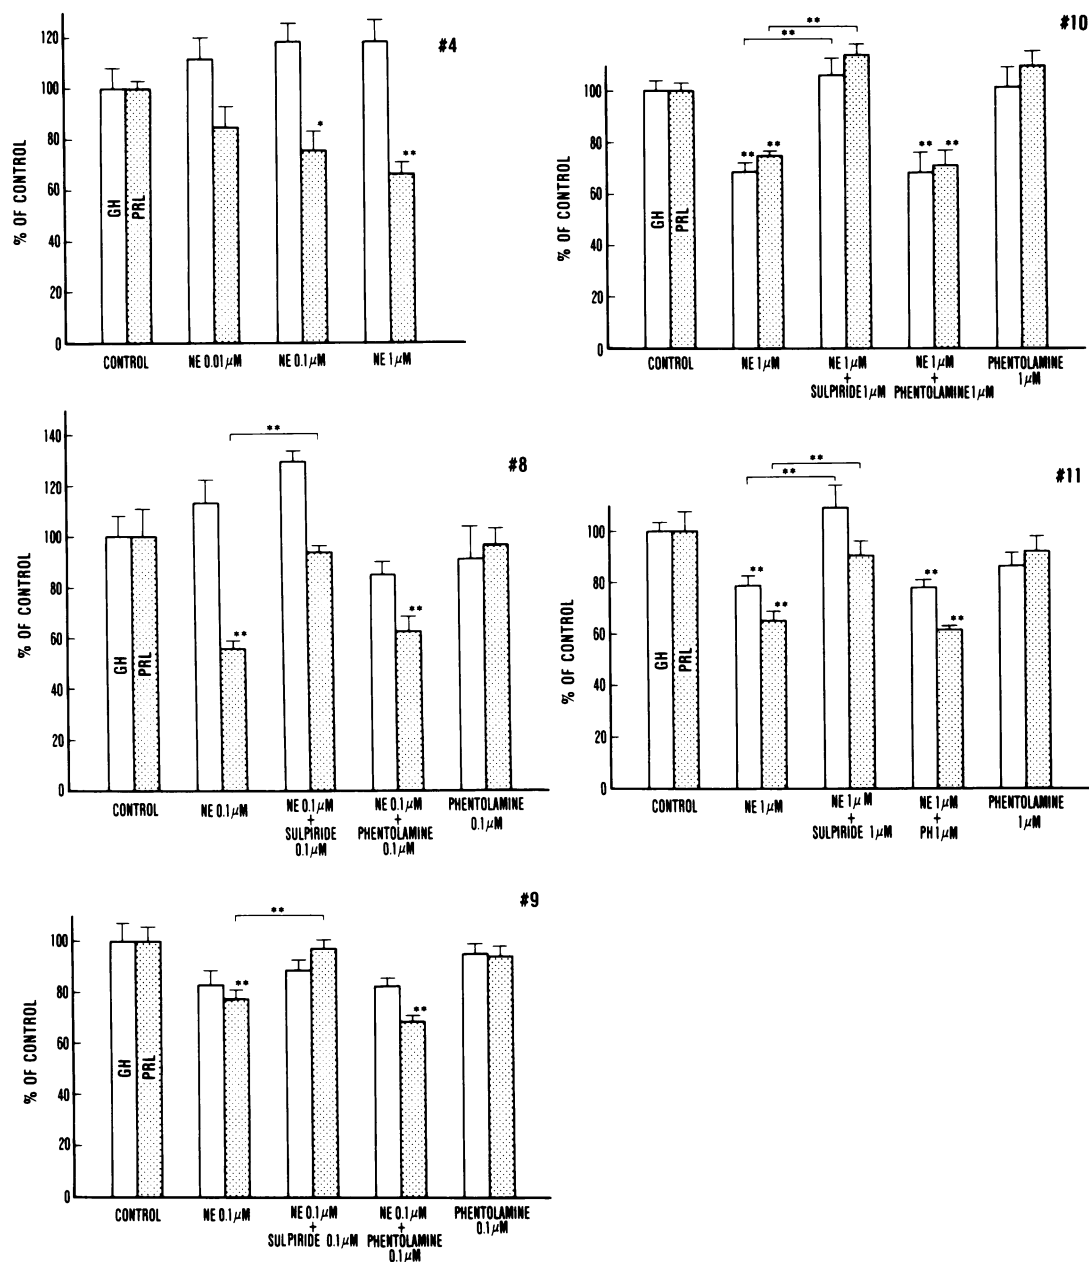 #4
% OF CONTROL
120
100
80
60
40
20
0
GH
PRL
*
**
CONTROL
NE 0.01μM
NE 0.1μM
NE 1μM
#10
% OF CONTROL
100
80
60
40
20
0
GH
PRL
**
**
** **
** **
CONTROL
NE 1μM
NE 1μM
+
SULPIRIDE 1μM
NE 1μM
+
PHENTOLAMINE 1μM
PHENTOLAMINE
1μM
#8
% OF CONTROL
140
120
100
80
60
40
20
0
GH
PRL
**
**
**
CONTROL
NE 0.1μM
NE 0.1μM
+
SULPIRIDE
0.1μM
NE 0.1μM
+
PHENTOLAMINE
0.1μM
PHENTOLAMINE
0.1μM
#11
% OF CONTROL
100
80
60
40
20
0
GH
PRL
**
**
**
**
**
**
CONTROL
NE 1μM
NE 1μM
+
SULPIRIDE 1μM
NE 1μM
+
PH 1μM
PHENTOLAMINE
1μM
#9
% OF CONTROL
100
80
60
40
20
0
GH
PRL
**
**
**
CONTROL
NE 0.1μM
NE 0.1μM
+
SULPIRIDE 0.1μM
NE 0.1μM
+
PHENTOLAMINE
0.1μM
PHENTOLAMINE
0.1μM